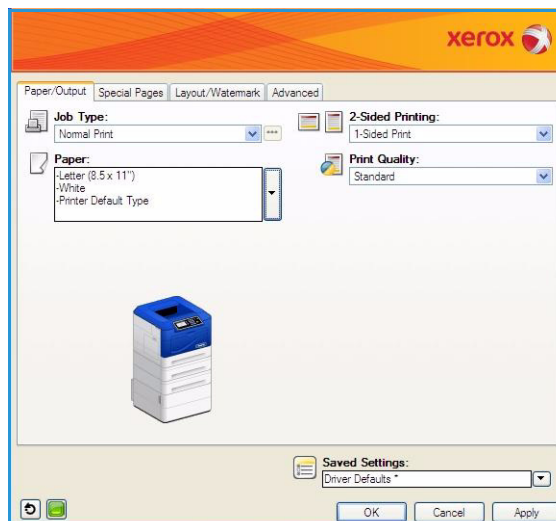 xerox
Paper/Output Special Pages Layout/Watermark Advanced
Job Type:
Normal Print
2-Sided Printing:
1-Sided Print
Paper:
-Letter (8.5 x 11")
-White
-Printer Default Type
Print Quality:
Standard
Saved Settings:
Driver Defaults *
OK Cancel Apply